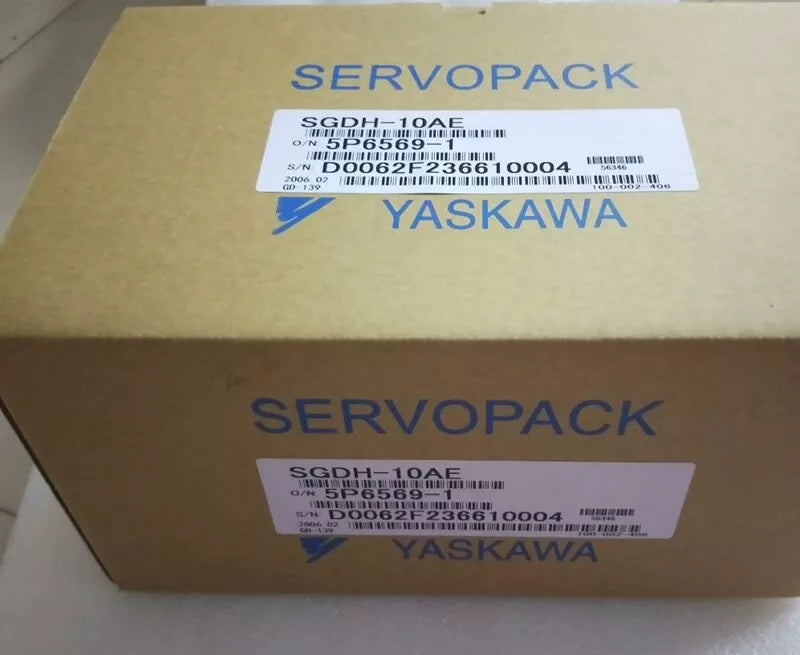 SERVOPACK
SGDH-10AE
O/N 5P6569-1
S/N: D0062F236610004 56346
2006.02
GD-139 100-002-406
YASKAWA
SERVOPACK
SGDH-10AE
O/N 5P6569-1
S/N: D0062F236610004 56346
2006.02
GD-139 100-002-406
YASKAWA